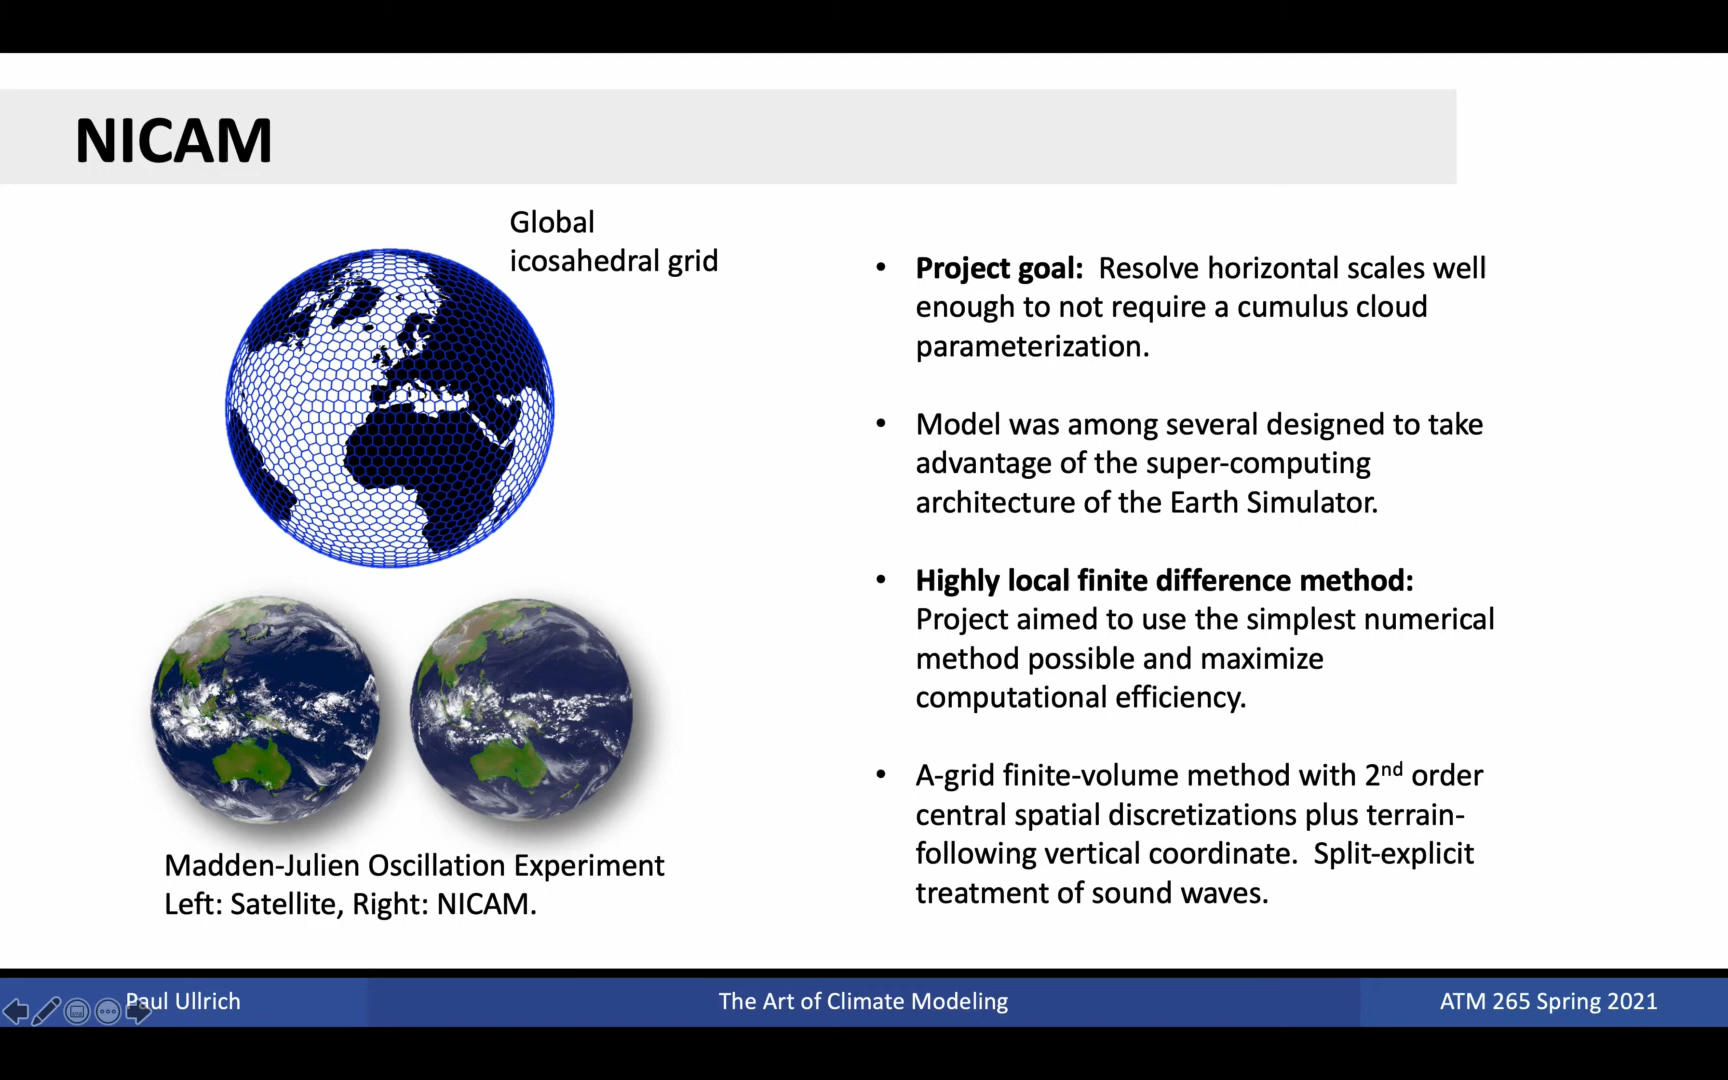 NICAM
Global
icosahedral grid
Madden-Julien Oscillation Experiment
Left: Satellite, Right: NICAM.
• Project goal: Resolve horizontal scales well
enough to not require a cumulus cloud
parameterization.
• Model was among several designed to take
advantage of the super-computing
architecture of the Earth Simulator.
• Highly local finite difference method:
Project aimed to use the simplest numerical
method possible and maximize
computational efficiency.
• A-grid finite-volume method with 2nd order
central spatial discretizations plus terrain-
following vertical coordinate. Split-explicit
treatment of sound waves.
Paul Ullrich
The Art of Climate Modeling
ATM 265 Spring 2021